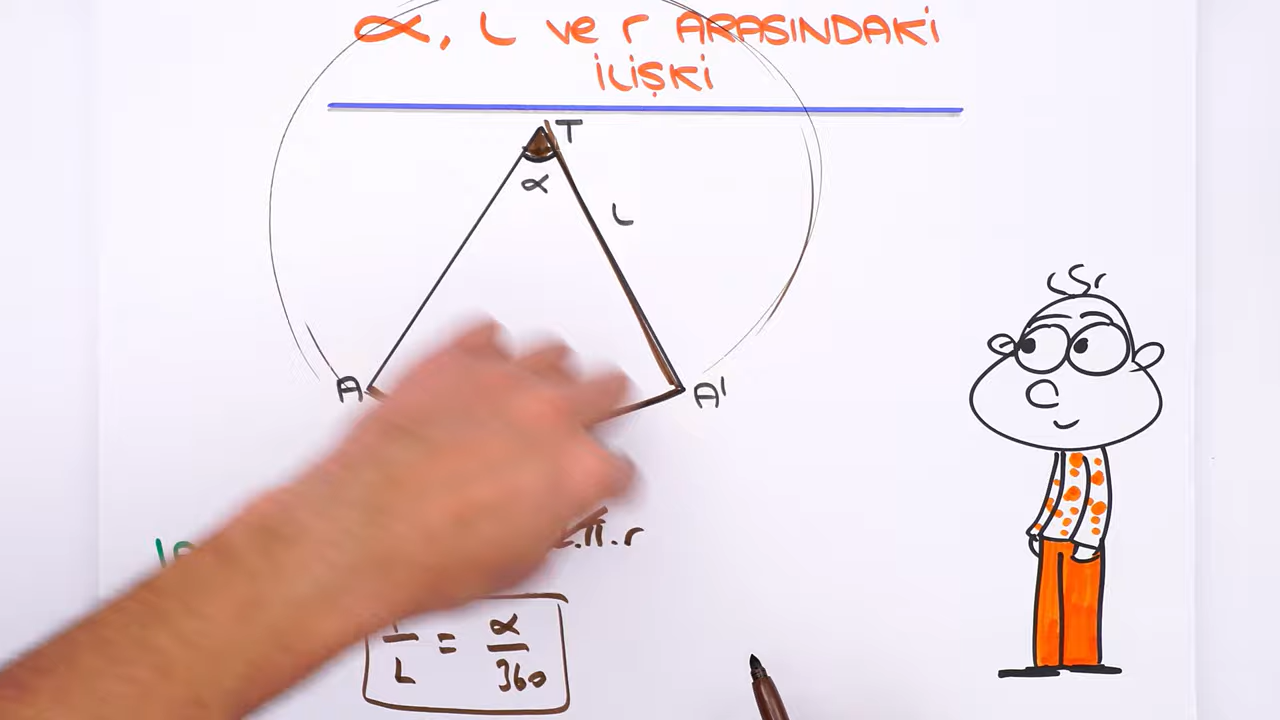 α, L ve r ARASINDAKİ
İLİŞKİ
T
α
L
A
A'
.π.r
L = α
360